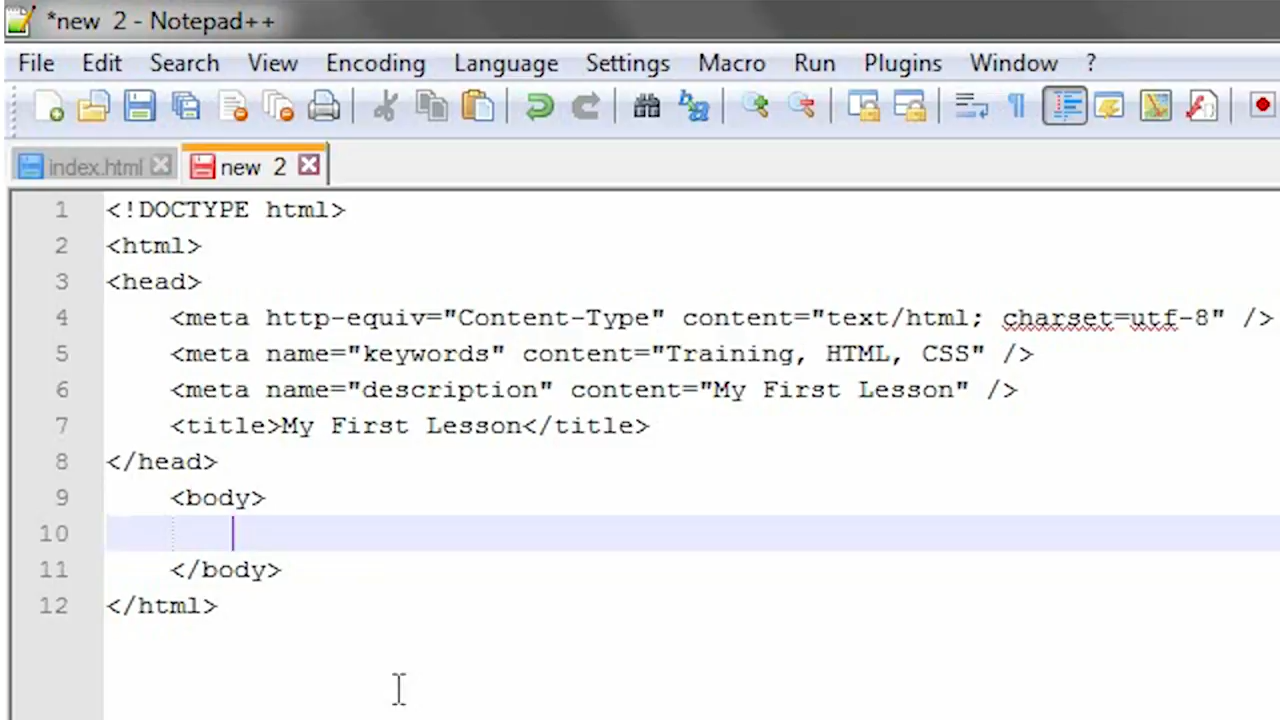 *new 2 - Notepad++
File Edit Search View Encoding Language Settings Macro Run Plugins Window ?
index.html new 2
1 <!DOCTYPE html>
2 <html>
3 <head>
4 <meta http-equiv="Content-Type" content="text/html; charset=utf-8" />
5 <meta name="keywords" content="Training, HTML, CSS" />
6 <meta name="description" content="My First Lesson" />
7 <title>My First Lesson</title>
8 </head>
9 <body>
10
11 </body>
12 </html>